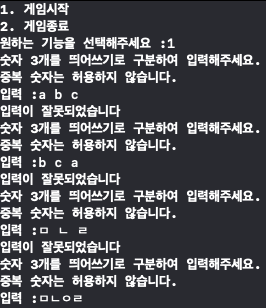 1. 게임시작
2. 게임종료
원하는 기능을 선택해주세요 :1
숫자 3개를 띄어쓰기로 구분하여 입력해주세요.
중복 숫자는 허용하지 않습니다.
입력 :a b c
입력이 잘못되었습니다
숫자 3개를 띄어쓰기로 구분하여 입력해주세요.
중복 숫자는 허용하지 않습니다.
입력 :b c a
입력이 잘못되었습니다
숫자 3개를 띄어쓰기로 구분하여 입력해주세요.
중복 숫자는 허용하지 않습니다.
입력 :ㅁ ㄴ ㄹ
입력이 잘못되었습니다
숫자 3개를 띄어쓰기로 구분하여 입력해주세요.
중복 숫자는 허용하지 않습니다.
입력 :ㅁㄴㅇㄹ